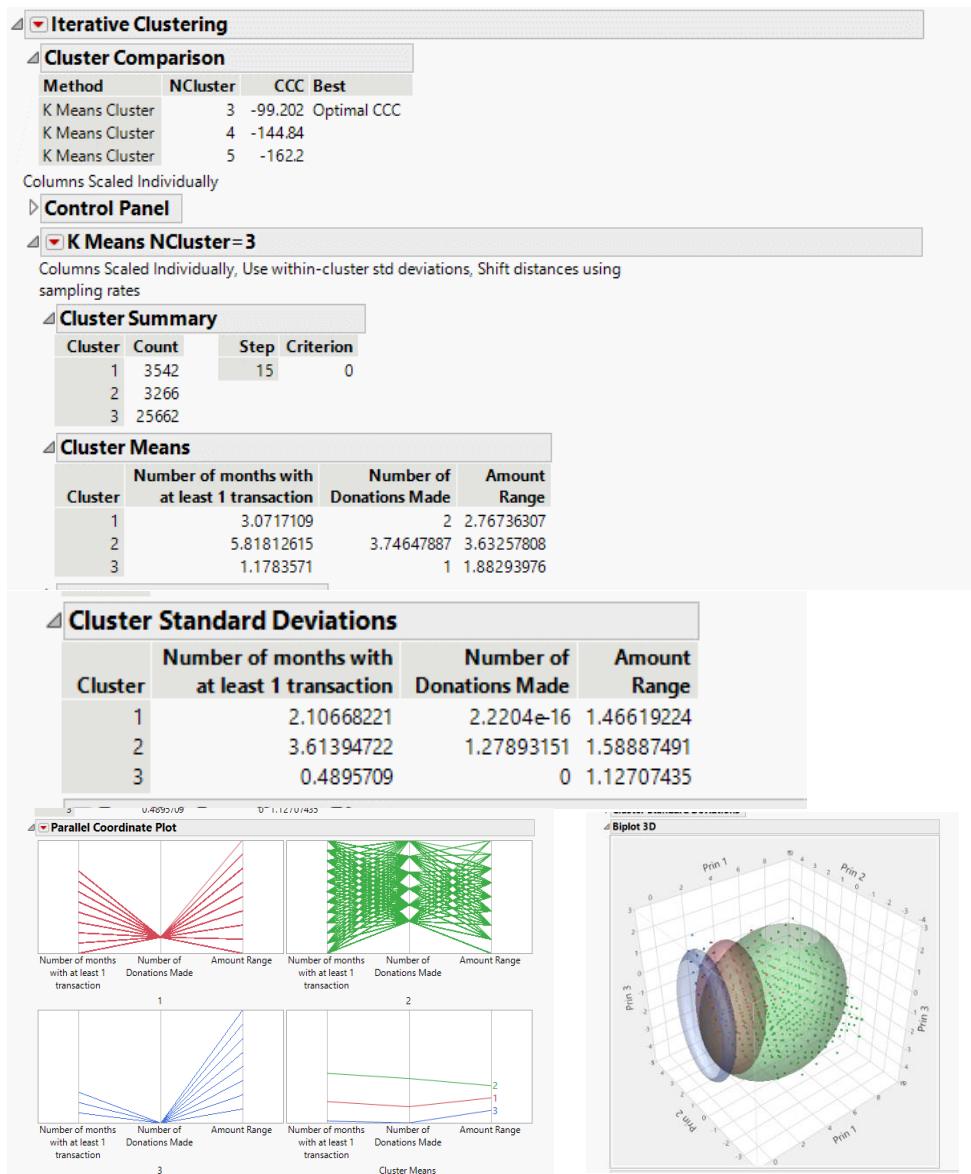 Iterative Clustering
Cluster Comparison
Method NCluster CCC Best
K Means Cluster 3 -99.202 Optimal CCC
K Means Cluster 4 -144.84
K Means Cluster 5 -162.2
Columns Scaled Individually
Control Panel
K Means NCluster=3
Columns Scaled Individually, Use within-cluster std deviations, Shift distances using
sampling rates
Cluster Summary
Cluster Count Step Criterion
1 3542 15 0
2 3266
3 25662
Cluster Means
Number of months with Number of Amount
Cluster at least 1 transaction Donations Made Range
1 3.0717109 2 2.76736307
2 5.81812615 3.74647887 3.63257808
3 1.1783571 1 1.88293976
Cluster Standard Deviations
Number of months with Number of Amount
Cluster at least 1 transaction Donations Made Range
1 2.10668221 2.2204e-16 1.46619224
2 3.61394722 1.27893151 1.58887491
3 0.4895709 0 1.12707435
Parallel Coordinate Plot
Number of months Number of Amount Range Number of months Number of Amount Range
with at least 1 Donations Made with at least 1 Donations Made
transaction transaction
1 2
Number of months Number of Amount Range Number of months Number of Amount Range
with at least 1 Donations Made with at least 1 Donations Made
transaction transaction
3 Cluster Means
2
1
3
Biplot 3D
Prin 1
Prin 2
Prin 3
Prin 3
Prin 2
Prin 1